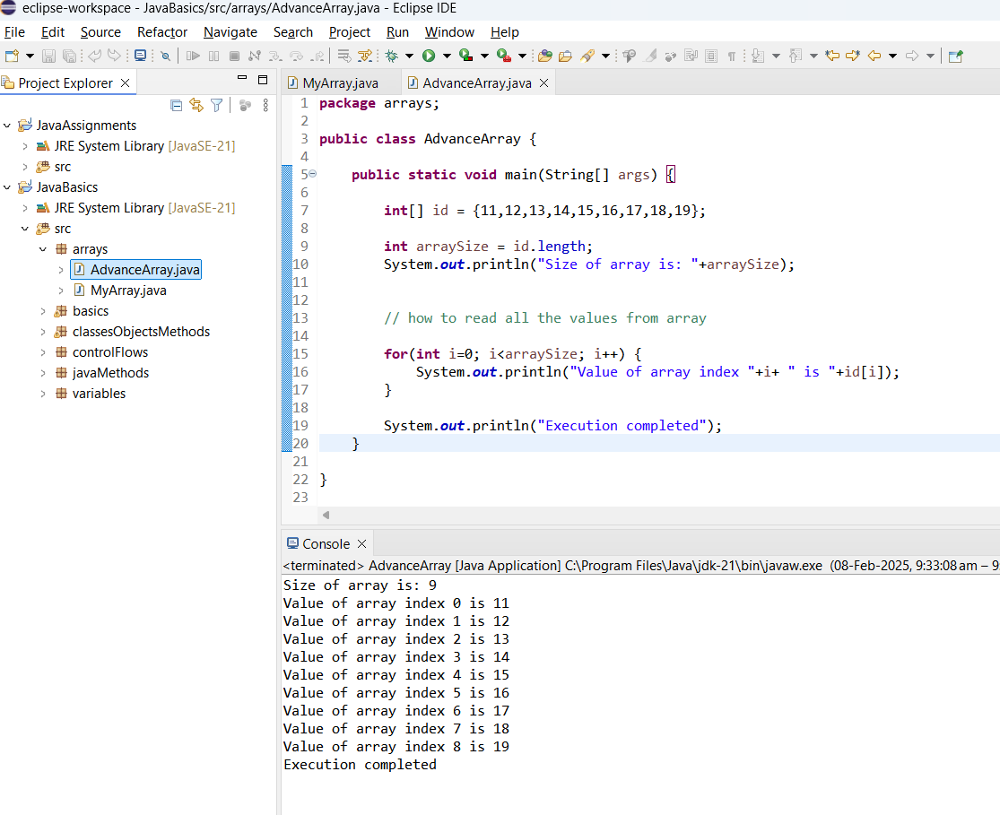 eclipse-workspace - JavaBasics/src/arrays/AdvanceArray.java - Eclipse IDE
File Edit Source Refactor Navigate Search Project Run Window Help
Project Explorer
JavaAssignments
JRE System Library [JavaSE-21]
src
JavaBasics
JRE System Library [JavaSE-21]
src
arrays
AdvanceArray.java
MyArray.java
basics
classesObjectsMethods
controlFlows
javaMethods
variables
MyArray.java AdvanceArray.java
1 package arrays;
2
3 public class AdvanceArray {
4
5 public static void main(String[] args) {
6
7 int[] id = {11,12,13,14,15,16,17,18,19};
8
9 int arraySize = id.length;
10 System.out.println("Size of array is: "+arraySize);
11
12
13 // how to read all the values from array
14
15 for(int i=0; i<arraySize; i++) {
16 System.out.println("Value of array index "+i+ " is "+id[i]);
17 }
18
19 System.out.println("Execution completed");
20 }
21
22 }
23
Console
<terminated> AdvanceArray [Java Application] C:\Program Files\Java\jdk-21\bin\javaw.exe (08-Feb-2025, 9:33:08 am – 9
Size of array is: 9
Value of array index 0 is 11
Value of array index 1 is 12
Value of array index 2 is 13
Value of array index 3 is 14
Value of array index 4 is 15
Value of array index 5 is 16
Value of array index 6 is 17
Value of array index 7 is 18
Value of array index 8 is 19
Execution completed